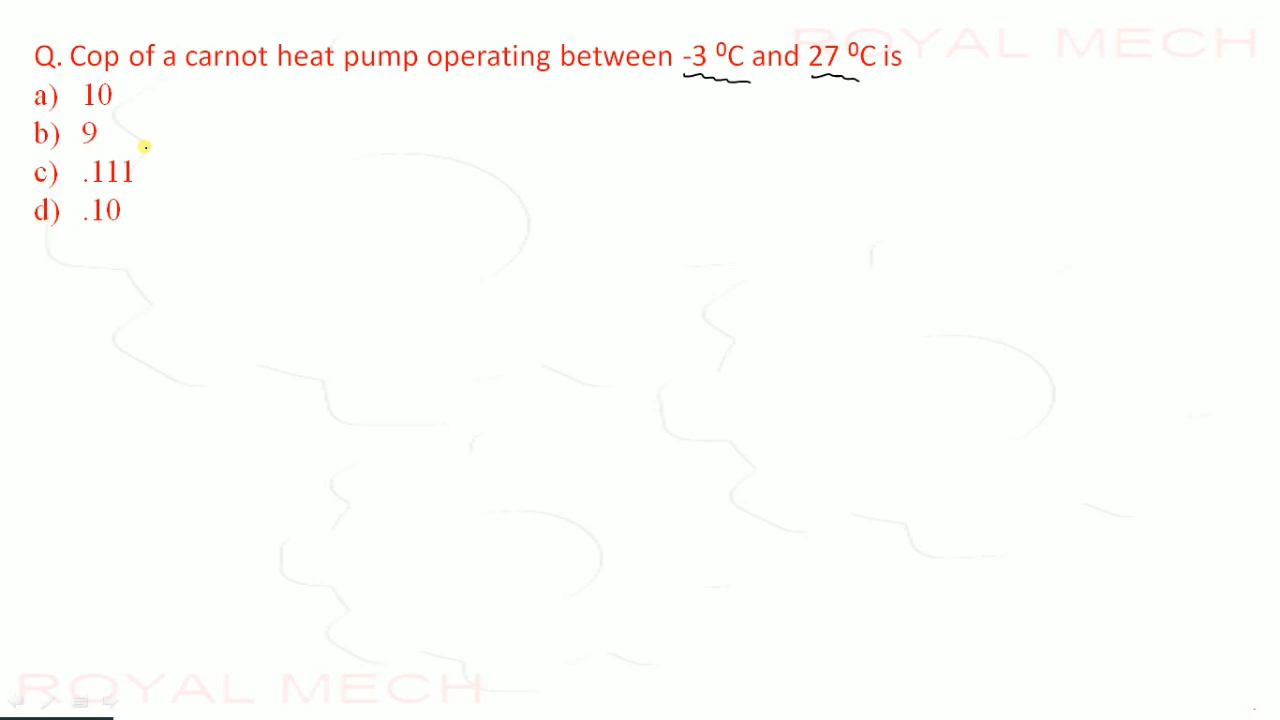 ROYAL MECH
Q. Cop of a carnot heat pump operating between -3 ⁰C and 27 ⁰C is
a) 10
b) 9
c) .111
d) .10
ROYAL MECH